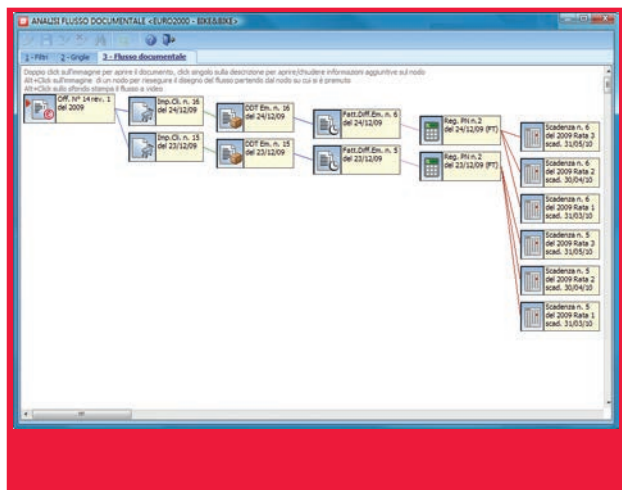 ANALISI FLUSSO DOCUMENTALE <EURO2000 - BIKE&BIKE>
1 - Filtri 2 - Griglie 3 - Flusso documentale
Doppio click sull'immagine per aprire il documento, click singolo sulla descrizione per aprire/chiudere informazioni aggiuntive sul nodo
Alt+Click sull'immagine di un nodo per rieseguire il disegno del flusso partendo dal nodo su cui si è premuto
Alt+Click sullo sfondo stampa il flusso a video
Off. N° 14 rev. 1
del 2009
Imp.Cli. n. 16
del 24/12/09
DDT Em. n. 16
del 24/12/09
Fatt.Diff.Em. n. 6
del 24/12/09
Reg. PN n.2
del 24/12/09 (FT)
Imp.Cli. n. 15
del 23/12/09
DDT Em. n. 15
del 23/12/09
Fatt.Diff.Em. n. 5
del 23/12/09
Reg. PN n.2
del 23/12/09 (FT)
Scadenza n. 6
del 2009 Rata 3
scad. 31/05/10
Scadenza n. 6
del 2009 Rata 2
scad. 30/04/10
Scadenza n. 6
del 2009 Rata 1
scad. 31/03/10
Scadenza n. 5
del 2009 Rata 3
scad. 31/05/10
Scadenza n. 5
del 2009 Rata 2
scad. 30/04/10
Scadenza n. 5
del 2009 Rata 1
scad. 31/03/10